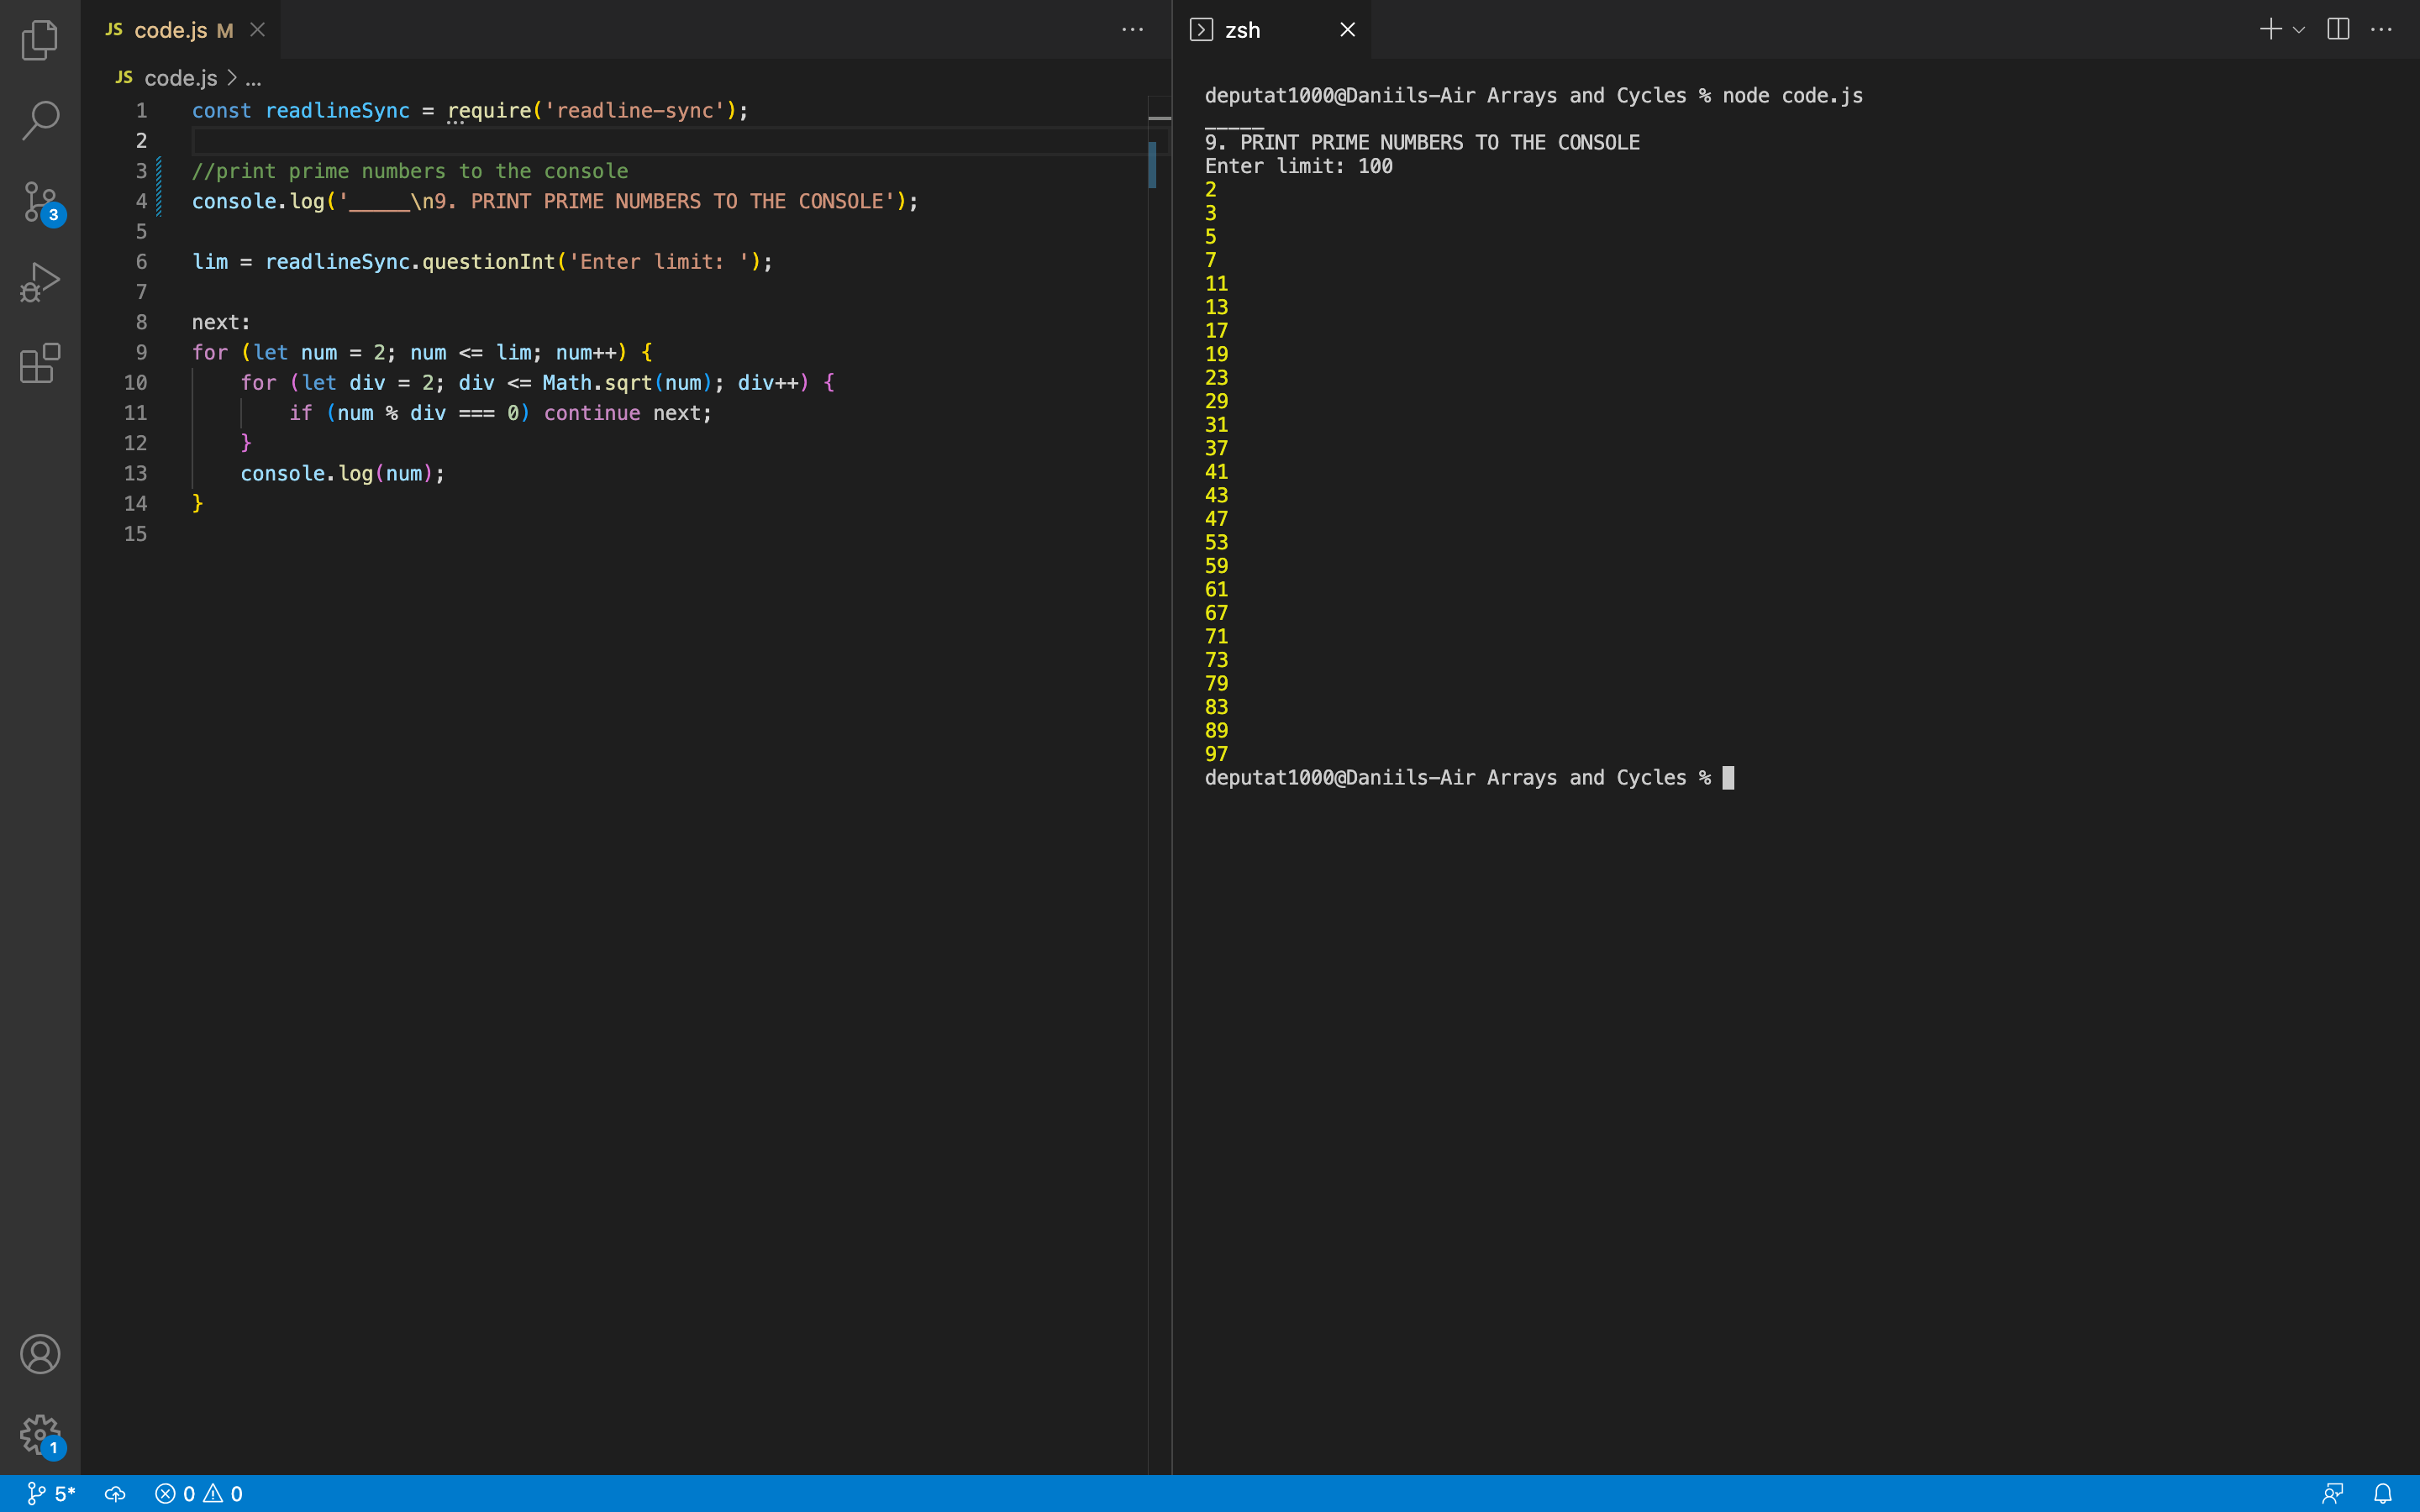 JS code.js M
JS code.js > ...
1 const readlineSync = require('readline-sync');
2
3 //print prime numbers to the console
4 console.log('_____\n9. PRINT PRIME NUMBERS TO THE CONSOLE');
5
6 lim = readlineSync.questionInt('Enter limit: ');
7
8 next:
9 for (let num = 2; num <= lim; num++) {
10     for (let div = 2; div <= Math.sqrt(num); div++) {
11         if (num % div === 0) continue next;
12     }
13     console.log(num);
14 }
15
3
1
zsh
deputat1000@Daniils-Air Arrays and Cycles % node code.js
_____
9. PRINT PRIME NUMBERS TO THE CONSOLE
Enter limit: 100
2
3
5
7
11
13
17
19
23
29
31
37
41
43
47
53
59
61
67
71
73
79
83
89
97
deputat1000@Daniils-Air Arrays and Cycles %
5* 0 0